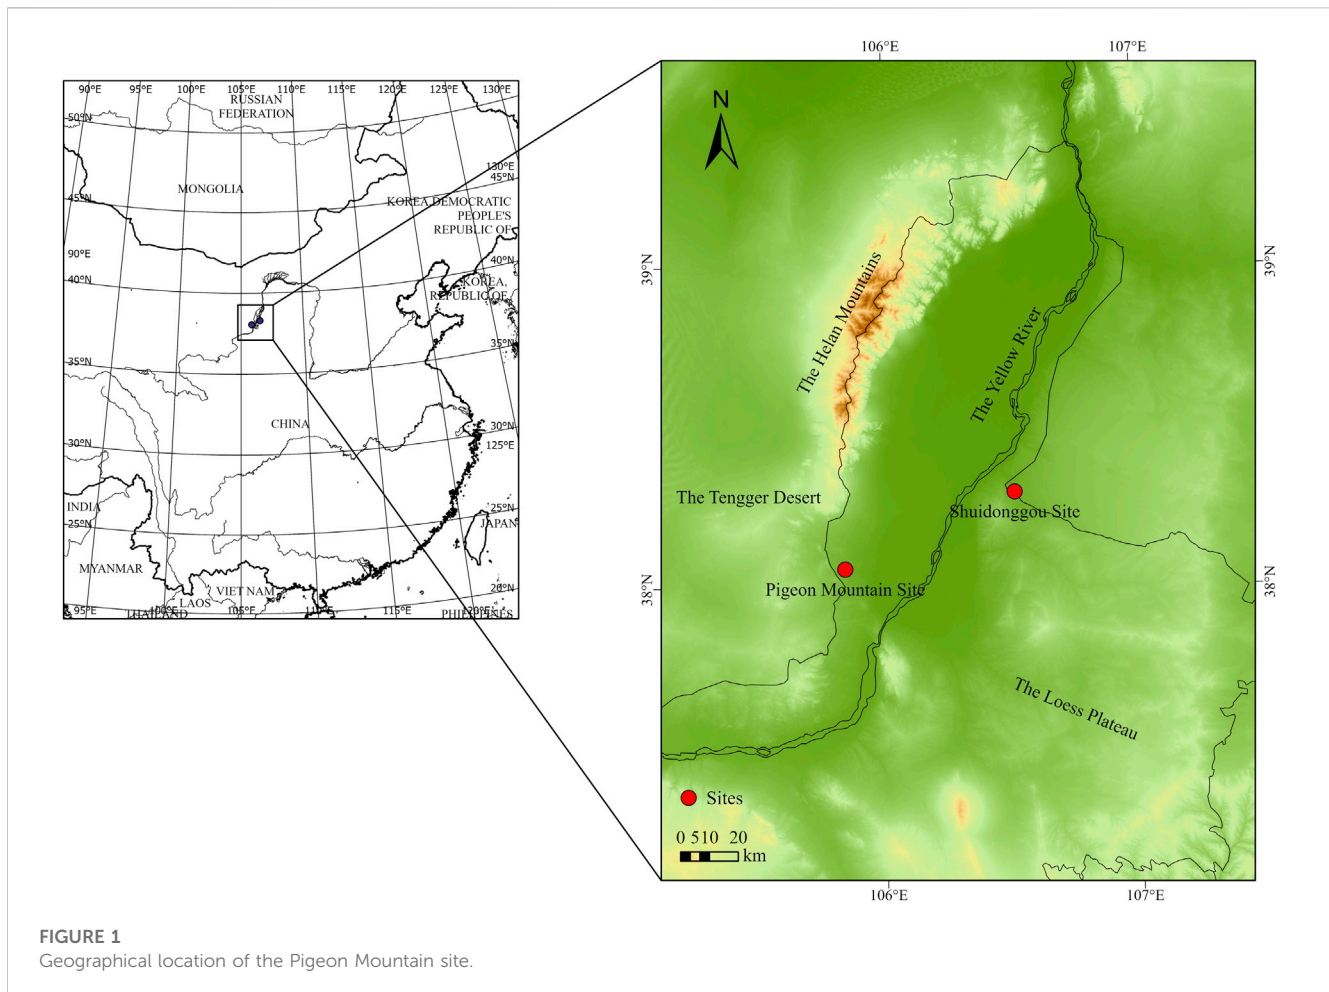 90°E 95°E 100°E 105°E 110°E 115°E 120°E 125°E 130°E
RUSSIAN
FEDERATION
50°N
50°N
130°E
45°N
MONGOLIA
45°N
KOREA,DEMOCRATIC
PEOPLE'S
REPUBLIC OF
90°E
40°N
40°N
KOREA,
REPUBLIC OF
35°N
35°N
CHINA
30°N
30°N
125°E
INDIA
25°N
25°N
JAPAN
MYANMAR
VIET NAM
20°N
LAOS
95°E 100°E 105°E 115°E 115°E 120°E
THAILAND
PHILIPPINES
106°E 107°E
N
39°N
39°N
The Helan Mountains
The Yellow River
The Tengger Desert
Shuidonggou Site
Pigeon Mountain Site
38°N
38°N
The Loess Plateau
Sites
0 510 20
km
106°E 107°E
FIGURE 1
Geographical location of the Pigeon Mountain site.